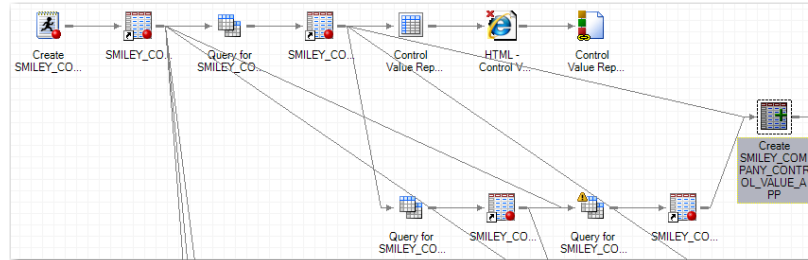 Create
SMILEY_CO...
SMILEY_CO...
Query for
SMILEY_CO...
SMILEY_CO...
Control
Value Rep...
HTML -
Control V...
Control
Value Rep...
Create
SMILEY_COM
PANY_CONTR
OL_VALUE_A
PP
Query for
SMILEY_CO...
SMILEY_CO...
Query for
SMILEY_CO...
SMILEY_CO...